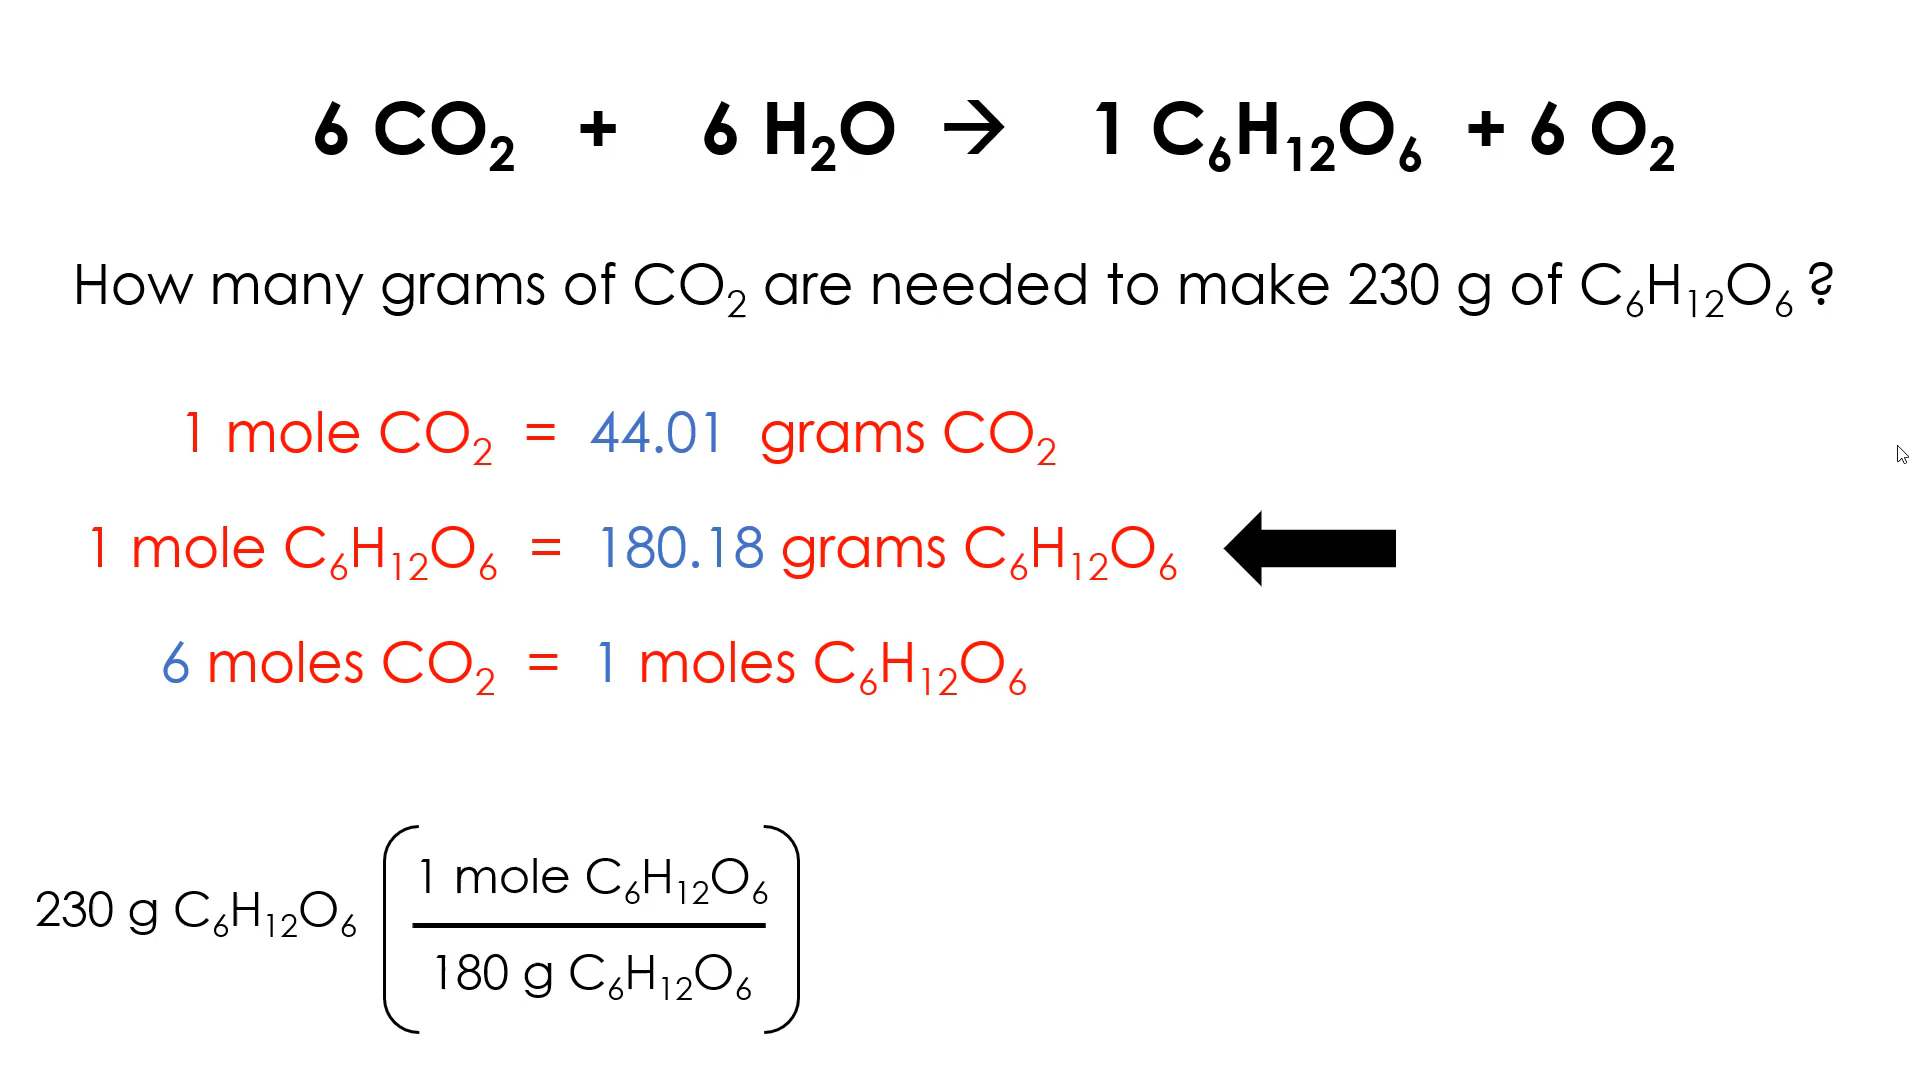 6 CO₂ + 6 H₂O → 1 C₆H₁₂O₆ + 6 O₂
How many grams of CO₂ are needed to make 230 g of C₆H₁₂O₆ ?
1 mole CO₂ = 44.01 grams CO₂
1 mole C₆H₁₂O₆ = 180.18 grams C₆H₁₂O₆
6 moles CO₂ = 1 moles C₆H₁₂O₆
230 g C₆H₁₂O₆
1 mole C₆H₁₂O₆
180 g C₆H₁₂O₆